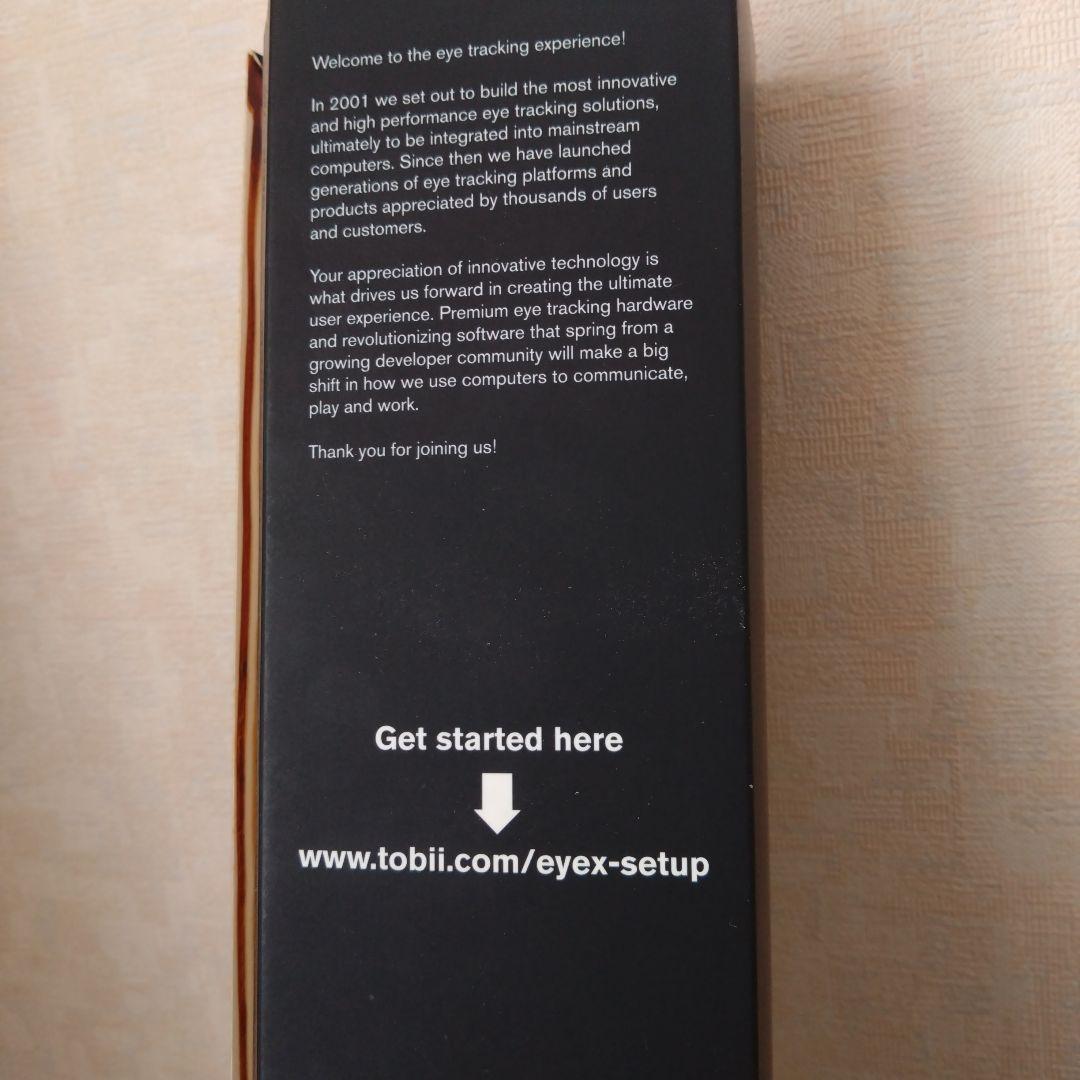 Welcome to the eye tracking experience!
In 2001 we set out to build the most innovative
and high performance eye tracking solutions,
ultimately to be integrated into mainstream
computers. Since then we have launched
generations of eye tracking platforms and
products appreciated by thousands of users
and customers.
Your appreciation of innovative technology is
what drives us forward in creating the ultimate
user experience. Premium eye tracking hardware
and revolutionizing software that spring from a
growing developer community will make a big
shift in how we use computers to communicate,
play and work.
Thank you for joining us!
Get started here
www.tobii.com/eyex-setup